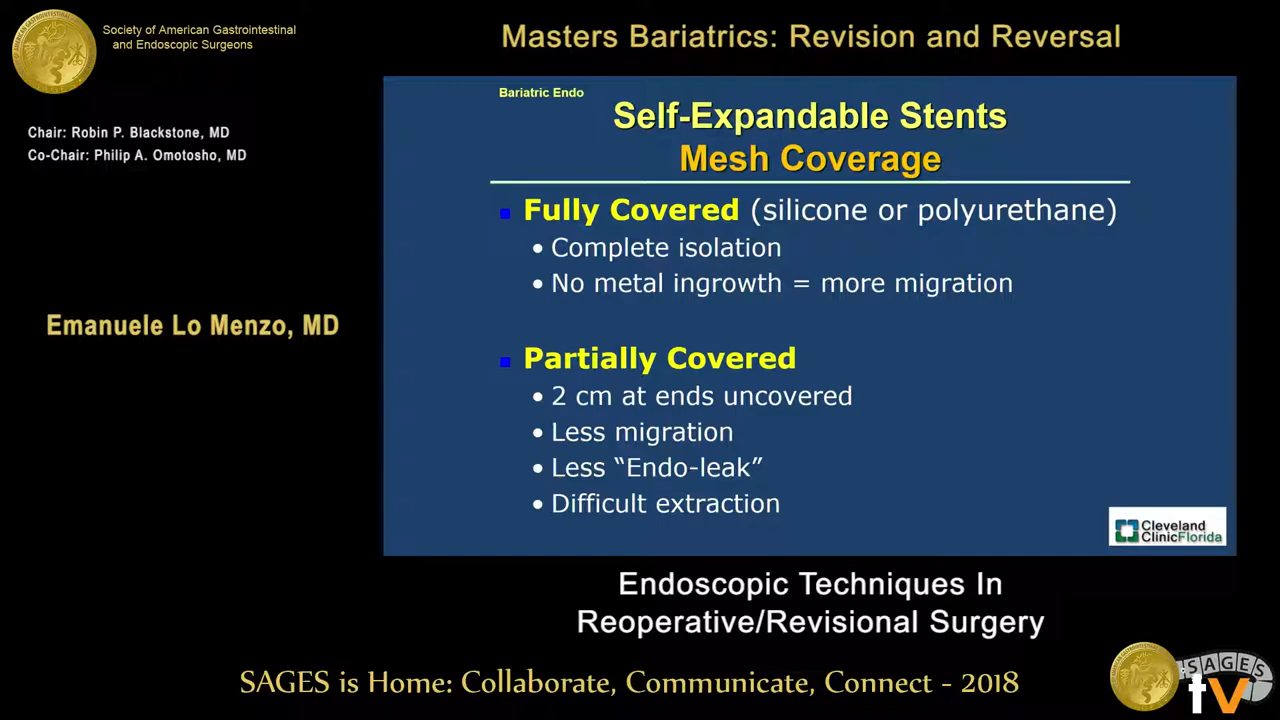 Society of American Gastrointestinal
and Endoscopic Surgeons
Masters Bariatrics: Revision and Reversal
Chair: Robin P. Blackstone, MD
Co-Chair: Philip A. Omotosho, MD
Emanuele Lo Menzo, MD
Bariatric Endo
Self-Expandable Stents
Mesh Coverage
Fully Covered (silicone or polyurethane)
• Complete isolation
• No metal ingrowth = more migration
Partially Covered
• 2 cm at ends uncovered
• Less migration
• Less “Endo-leak”
• Difficult extraction
Cleveland
ClinicFlorida
Endoscopic Techniques In
Reoperative/Revisional Surgery
SAGES is Home: Collaborate, Communicate, Connect - 2018
SAGES
tv